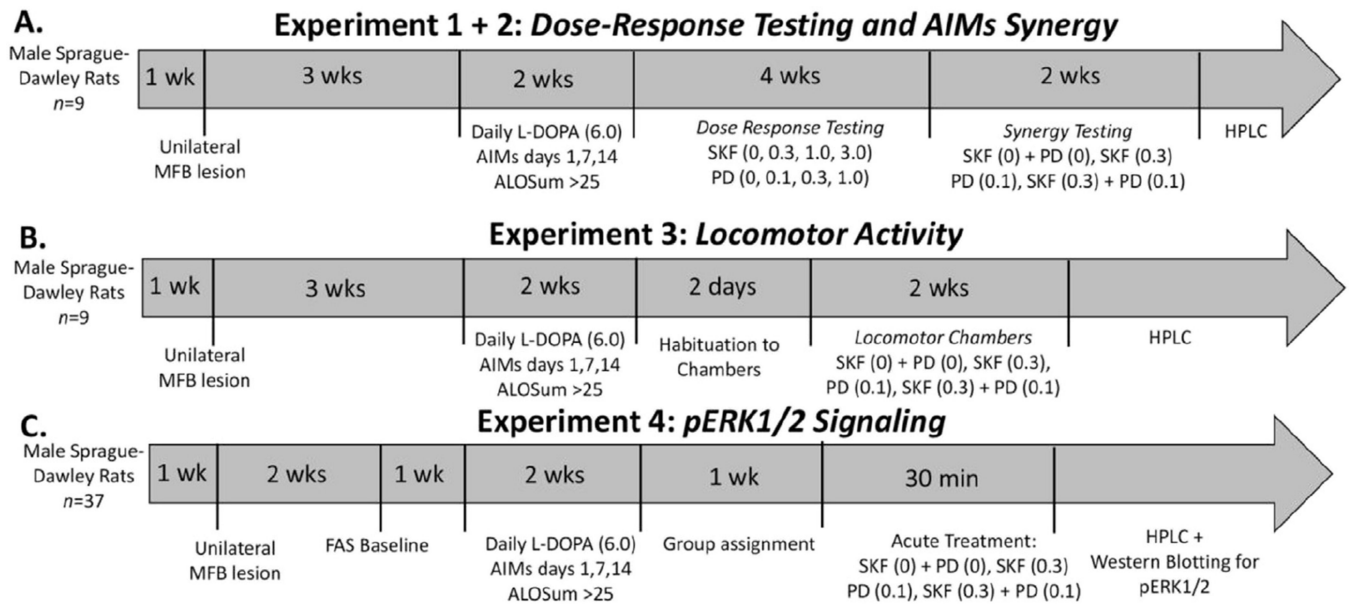 A.
Experiment 1 + 2: Dose-Response Testing and AIMs Synergy
Male Sprague-
Dawley Rats
n=9
1 wk
3 wks
2 wks
4 wks
2 wks
Unilateral
MFB lesion
Daily L-DOPA (6.0)
AIMs days 1,7,14
ALOSum >25
Dose Response Testing
SKF (0, 0.3, 1.0, 3.0)
PD (0, 0.1, 0.3, 1.0)
Synergy Testing
SKF (0) + PD (0), SKF (0.3)
PD (0.1), SKF (0.3) + PD (0.1)
HPLC
B.
Experiment 3: Locomotor Activity
Male Sprague-
Dawley Rats
n=9
1 wk
3 wks
2 wks
2 days
2 wks
Unilateral
MFB lesion
Daily L-DOPA (6.0)
AIMs days 1,7,14
ALOSum >25
Habituation to
Chambers
Locomotor Chambers
SKF (0) + PD (0), SKF (0.3),
PD (0.1), SKF (0.3) + PD (0.1)
HPLC
C.
Experiment 4: pERK1/2 Signaling
Male Sprague-
Dawley Rats
n=37
1 wk
2 wks
1 wk
2 wks
1 wk
30 min
Unilateral
MFB lesion
FAS Baseline
Daily L-DOPA (6.0)
AIMs days 1,7,14
ALOSum >25
Group assignment
Acute Treatment:
SKF (0) + PD (0), SKF (0.3)
PD (0.1), SKF (0.3) + PD (0.1)
HPLC +
Western Blotting for
pERK1/2